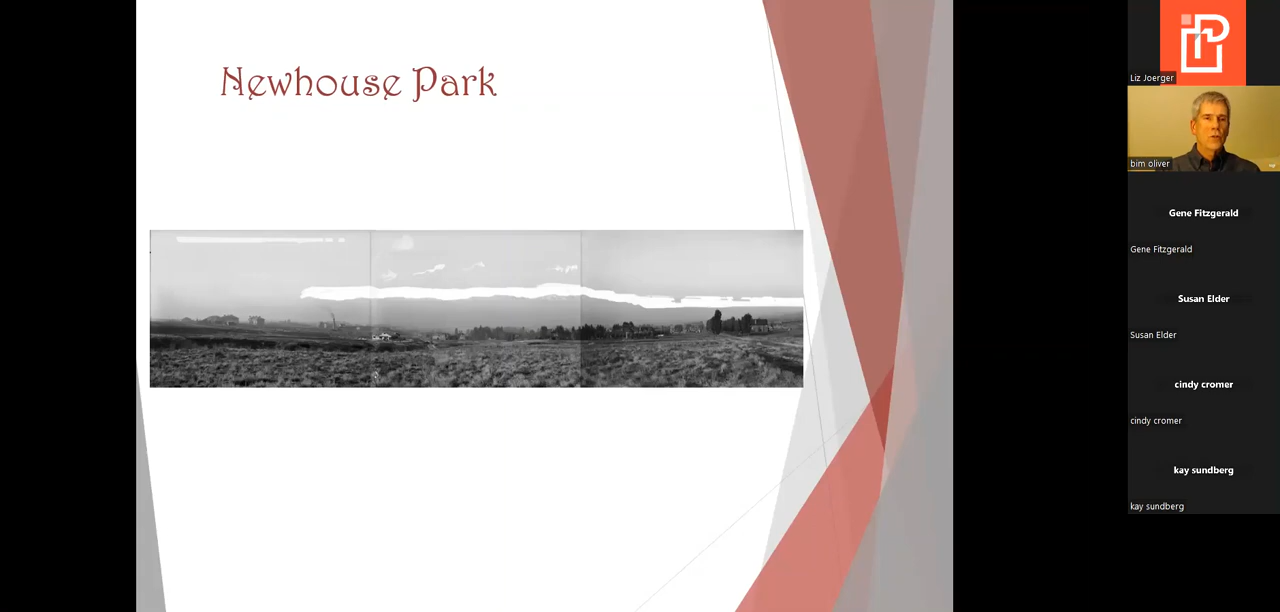 Newhouse Park
Liz Joerger
bim oliver
Gene Fitzgerald
Gene Fitzgerald
Susan Elder
Susan Elder
cindy cromer
cindy cromer
kay sundberg
kay sundberg